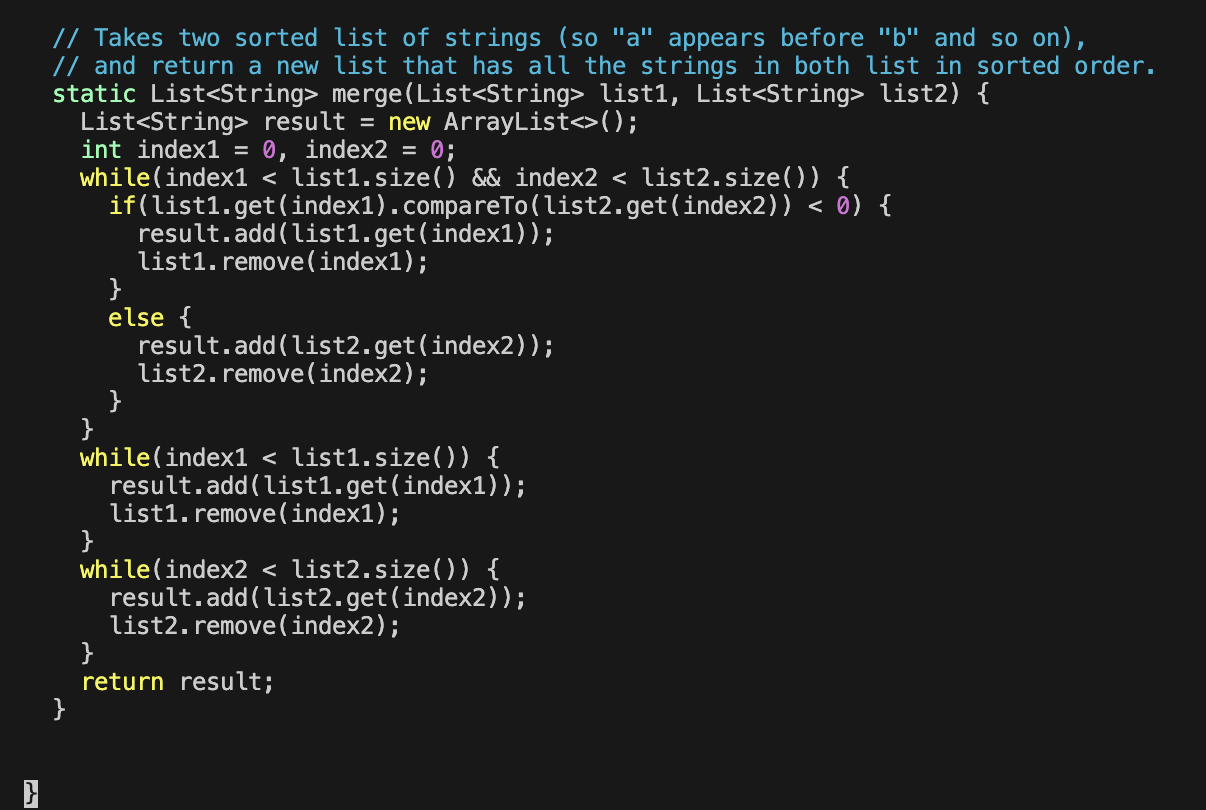 // Takes two sorted list of strings (so "a" appears before "b" and so on),
// and return a new list that has all the strings in both list in sorted order.
static List<String> merge(List<String> list1, List<String> list2) {
  List<String> result = new ArrayList<>();
  int index1 = 0, index2 = 0;
  while(index1 < list1.size() && index2 < list2.size()) {
    if(list1.get(index1).compareTo(list2.get(index2)) < 0) {
      result.add(list1.get(index1));
      list1.remove(index1);
    }
    else {
      result.add(list2.get(index2));
      list2.remove(index2);
    }
  }
  while(index1 < list1.size()) {
    result.add(list1.get(index1));
    list1.remove(index1);
  }
  while(index2 < list2.size()) {
    result.add(list2.get(index2));
    list2.remove(index2);
  }
  return result;
}
}